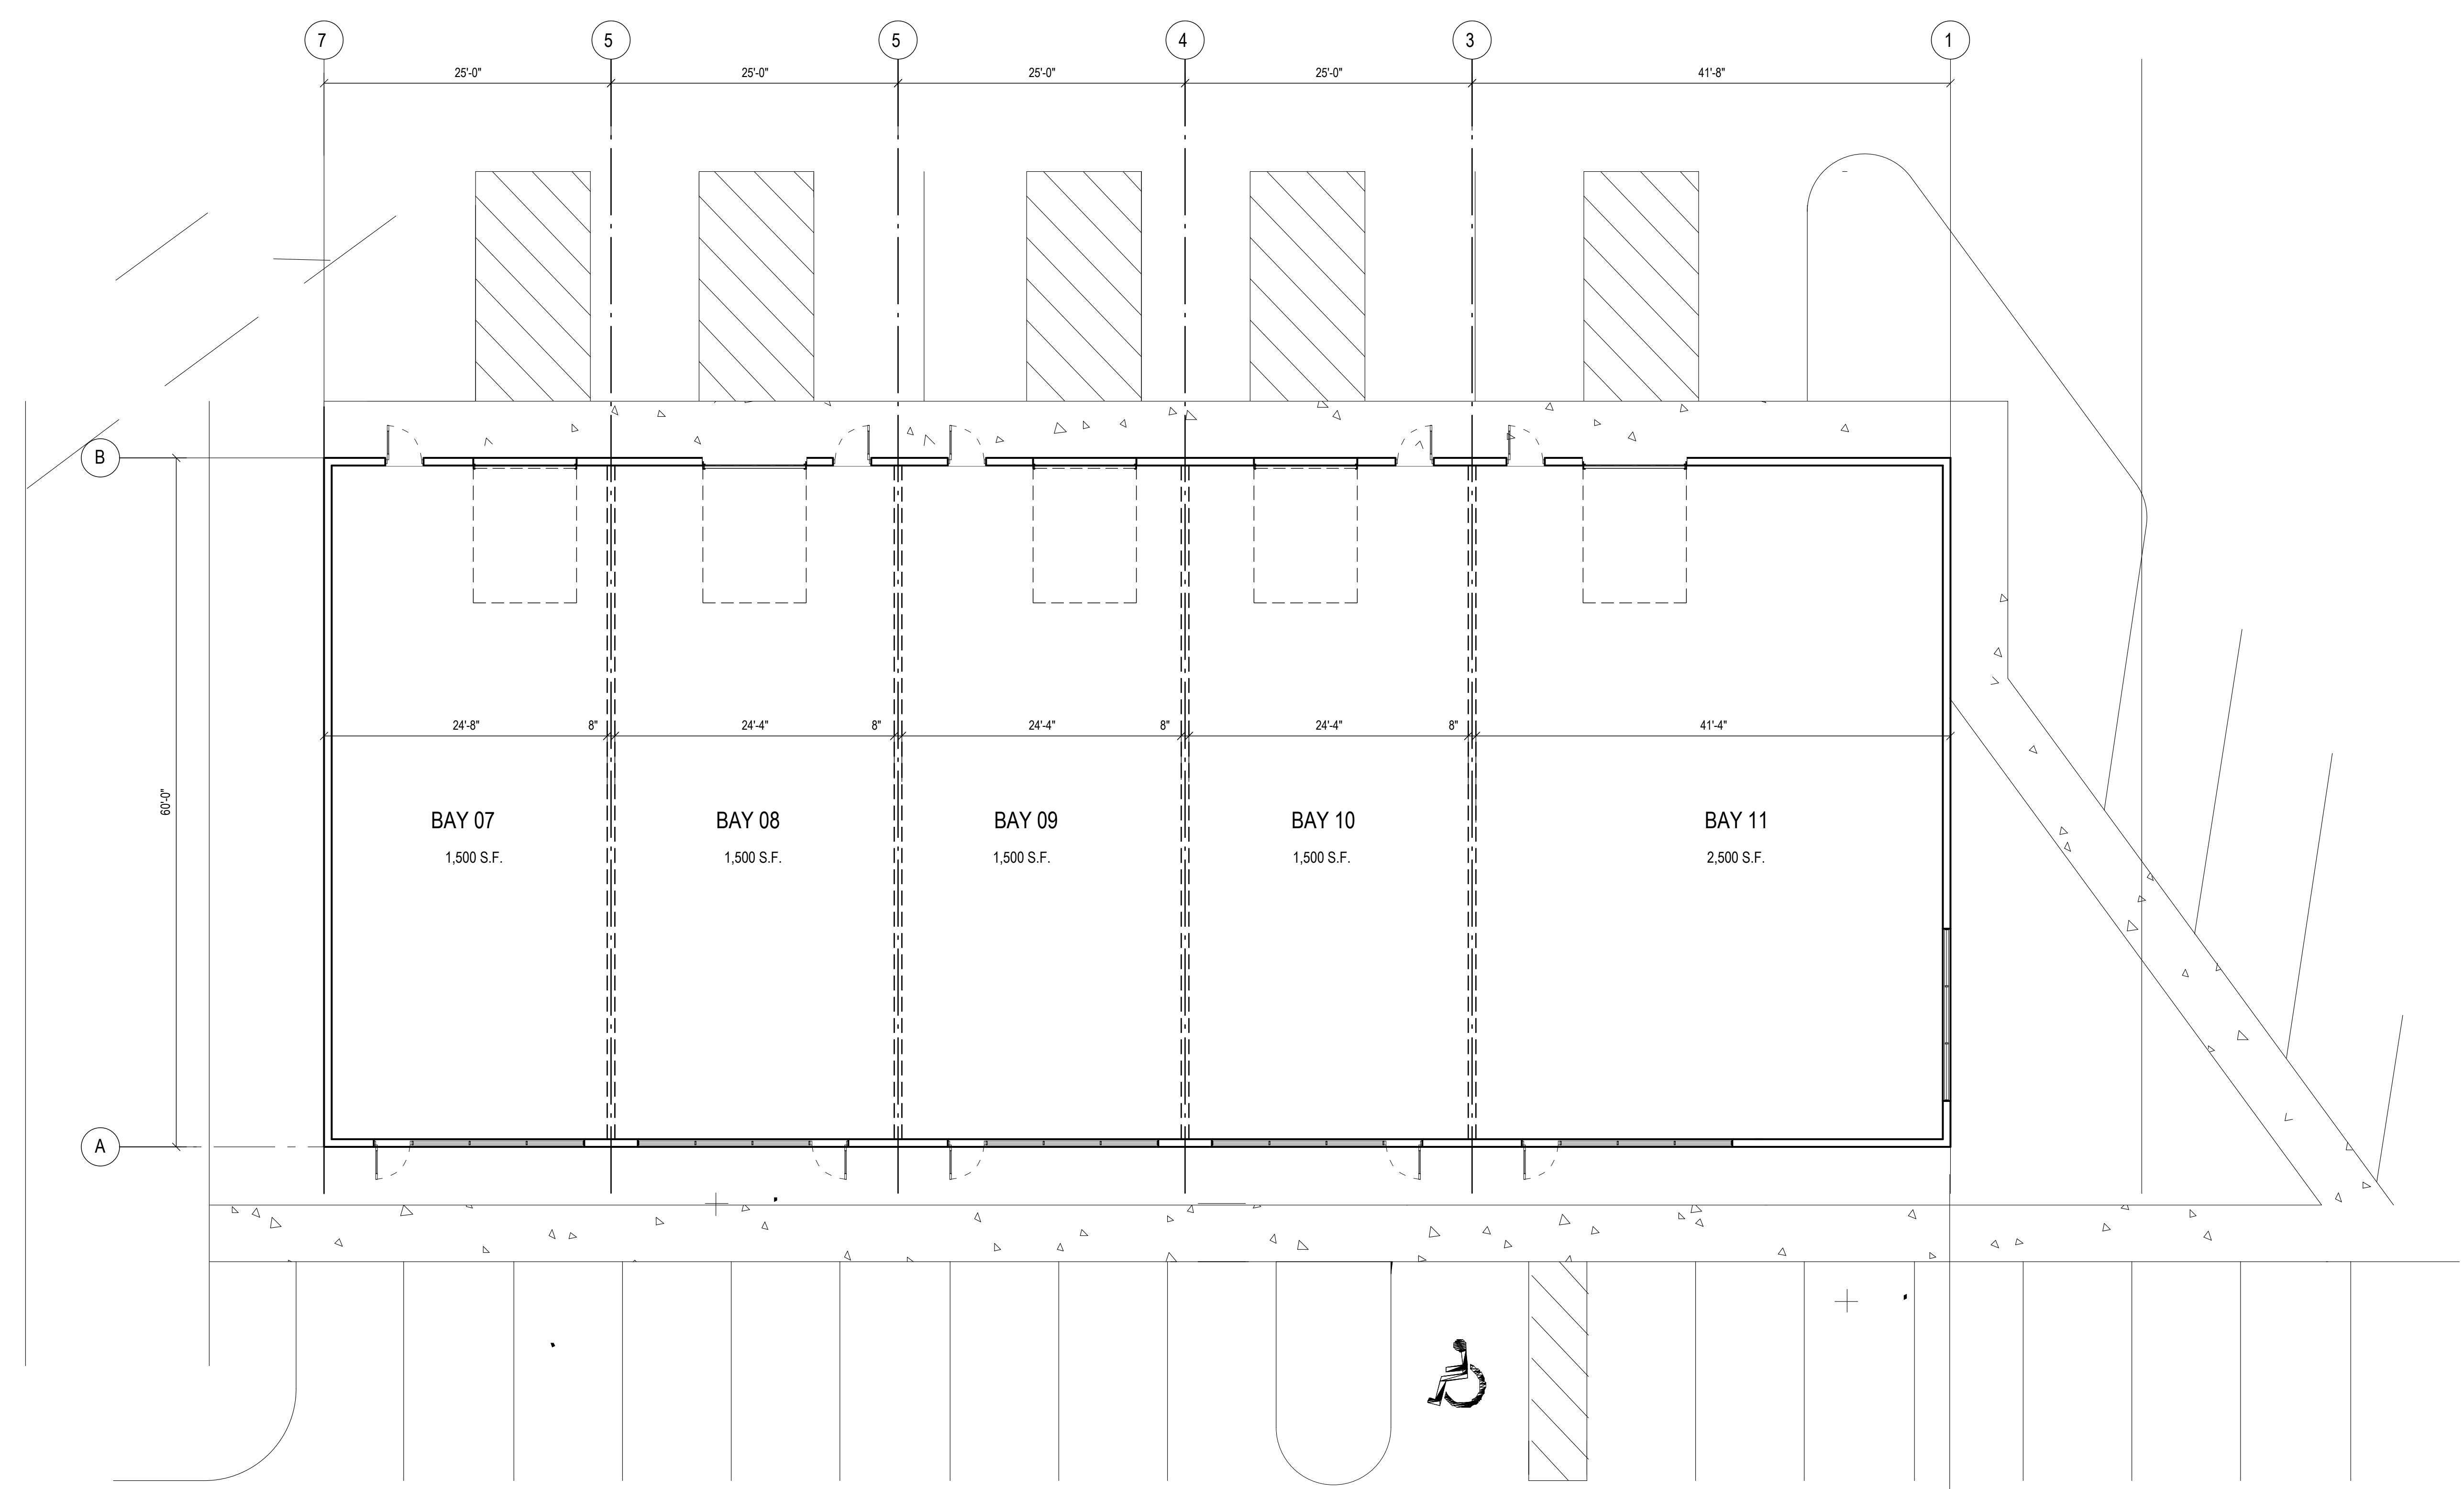 7 5 5 4 3 1
25'-0" 25'-0" 25'-0" 25'-0" 41'-8"
B
24'-8" 8" 24'-4" 8" 24'-4" 8" 24'-4" 8" 41'-4"
60'-0"
BAY 07 BAY 08 BAY 09 BAY 10 BAY 11
1,500 S.F. 1,500 S.F. 1,500 S.F. 1,500 S.F. 2,500 S.F.
A